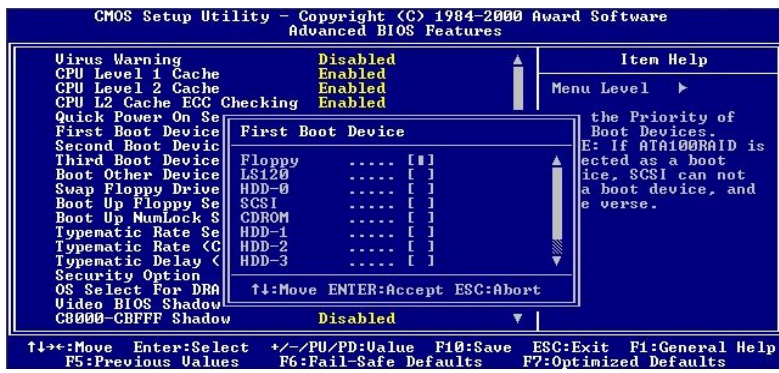 CMOS Setup Utility - Copyright (C) 1984-2000 Award Software
Advanced BIOS Features
Virus Warning Disabled
CPU Level 1 Cache Enabled
CPU Level 2 Cache Enabled
CPU L2 Cache ECC Checking Enabled
Quick Power On Se
First Boot Device
Second Boot Devic
Third Boot Device
Boot Other Device
Swap Floppy Drive
Boot Up Floppy Se
Boot Up NumLock S
Typematic Rate Se
Typematic Rate (C
Typematic Delay (
Security Option
OS Select For DRA
Video BIOS Shadow
C8000-CBFFF Shadow Disabled
First Boot Device
Floppy ..... [▮]
LS120 ..... [ ]
HDD-0 ..... [ ]
SCSI ..... [ ]
CDROM ..... [ ]
HDD-1 ..... [ ]
HDD-2 ..... [ ]
HDD-3 ..... [ ]
↑↓:Move ENTER:Accept ESC:Abort
Item Help
Menu Level ▶
the Priority of
Boot Devices.
E: If ATA100RAID is
ected as a boot
ice, SCSI can not
a boot device, and
e verse.
↑↓→←:Move Enter:Select +/-/PU/PD:Value F10:Save ESC:Exit F1:General Help
F5:Previous Values F6:Fail-Safe Defaults F7:Optimized Defaults